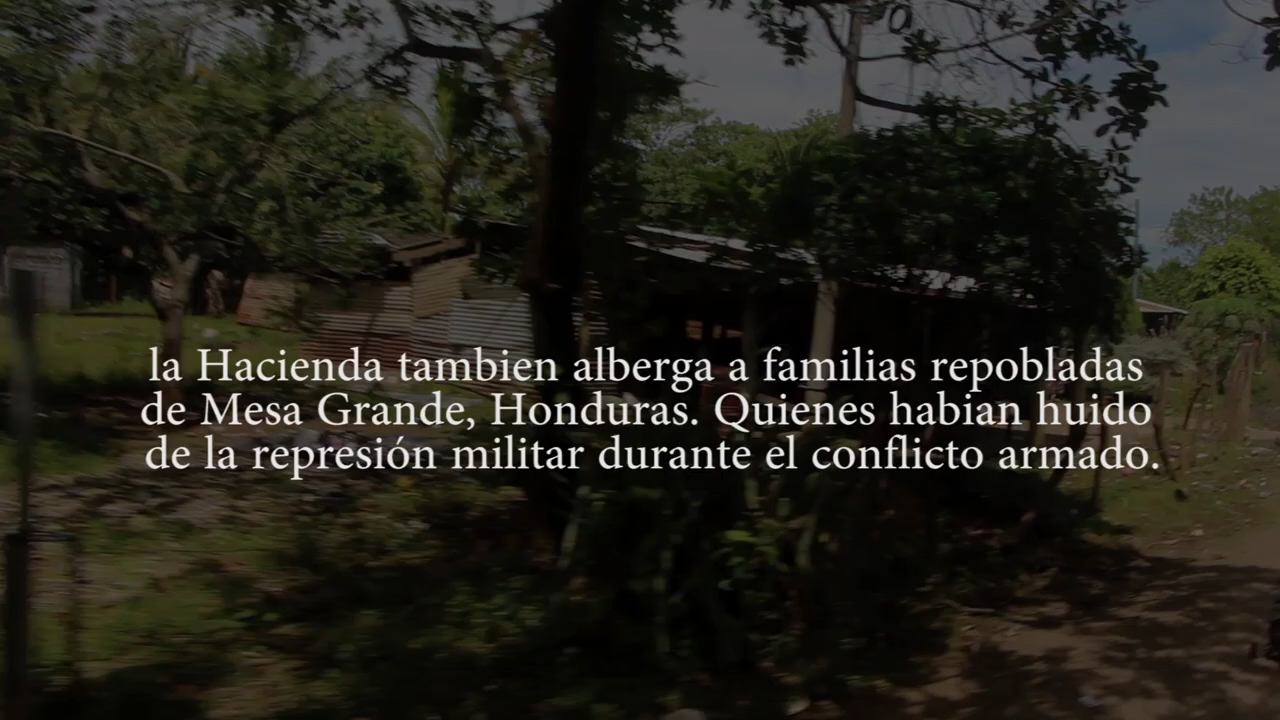 la Hacienda tambien alberga a familias repobladas
de Mesa Grande, Honduras. Quienes habian huido
de la represión militar durante el conflicto armado.